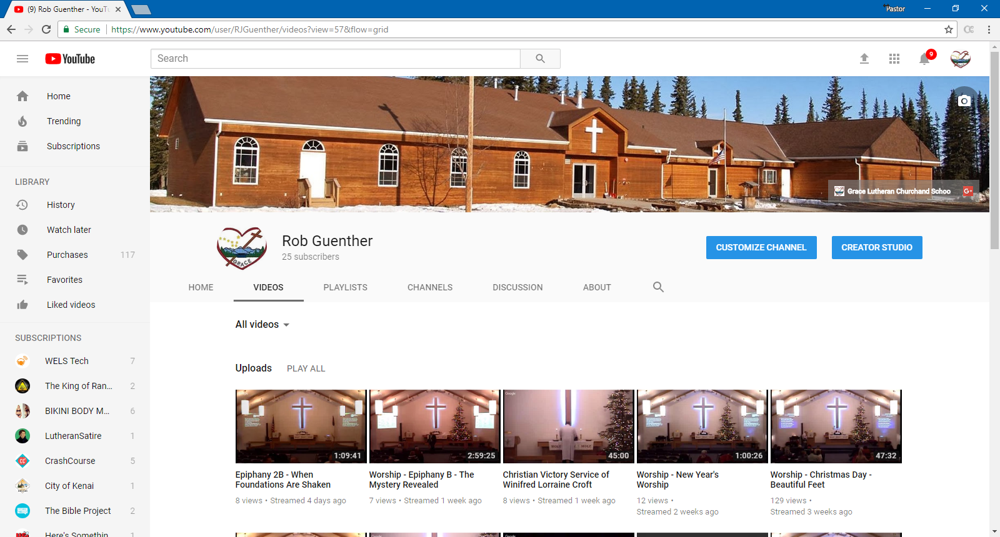 (9) Rob Guenther - YouTu
Pastor
Secure
https://www.youtube.com/user/RJGuenther/videos?view=57&flow=grid
YouTube
Search
9
Home
Trending
Subscriptions
LIBRARY
History
Watch later
Purchases 117
Favorites
Liked videos
SUBSCRIPTIONS
WELS Tech 7
The King of Ran... 2
BIKINI BODY M... 6
LutheranSatire 1
CrashCourse 5
City of Kenai 1
The Bible Project 2
Here's Somethin 1
Grace Lutheran Churchand Schoo G+
GRACE
Rob Guenther
25 subscribers
CUSTOMIZE CHANNEL
CREATOR STUDIO
HOME
VIDEOS
PLAYLISTS
CHANNELS
DISCUSSION
ABOUT
All videos
Uploads
PLAY ALL
1:09:41
Epiphany 2B - When
Foundations Are Shaken
8 views • Streamed 4 days ago
2:59:25
Worship - Epiphany B - The
Mystery Revealed
7 views • Streamed 1 week ago
Google
45:00
Christian Victory Service of
Winifred Lorraine Croft
8 views • Streamed 1 week ago
1:00:26
Worship - New Year's
Worship
12 views •
Streamed 2 weeks ago
47:32
Worship - Christmas Day -
Beautiful Feet
129 views •
Streamed 3 weeks ago